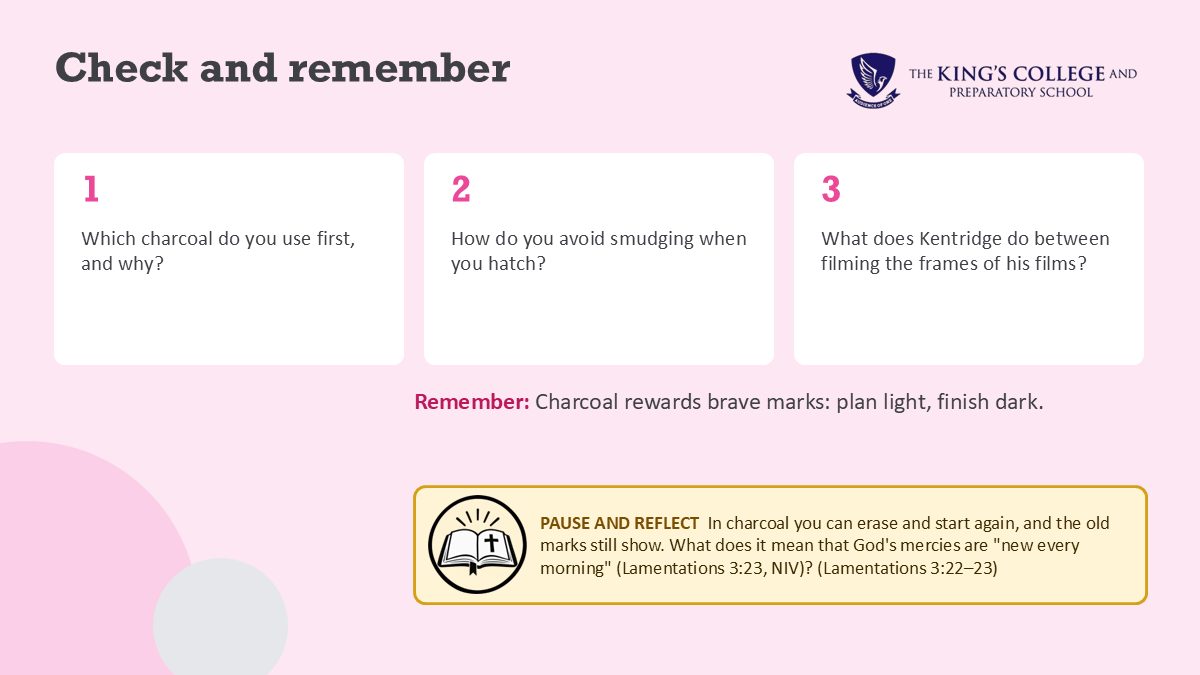 Check and remember
THE KING'S COLLEGE AND
PREPARATORY SCHOOL
1
Which charcoal do you use first,
and why?
2
How do you avoid smudging when
you hatch?
3
What does Kentridge do between
filming the frames of his films?
Remember: Charcoal rewards brave marks: plan light, finish dark.
PAUSE AND REFLECT In charcoal you can erase and start again, and the old
marks still show. What does it mean that God's mercies are "new every
morning" (Lamentations 3:23, NIV)? (Lamentations 3:22–23)